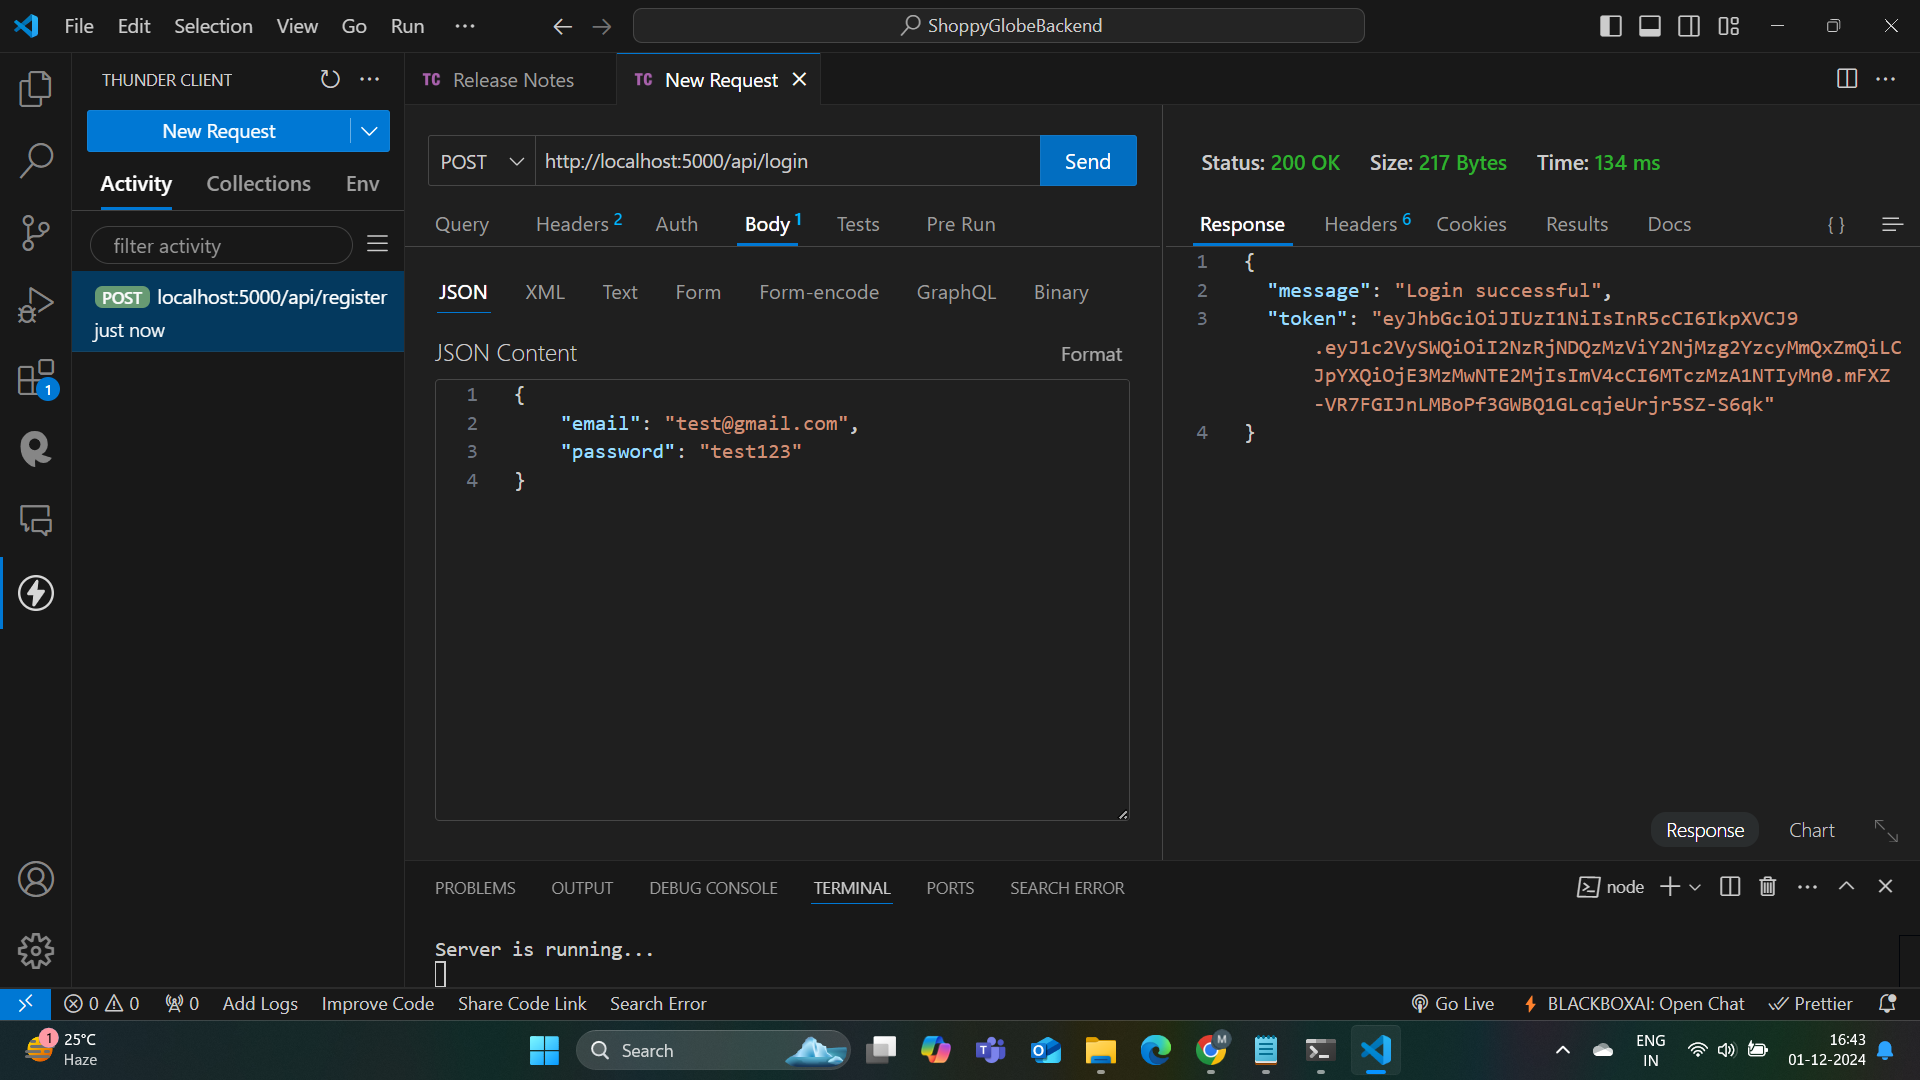 File Edit Selection View Go Run ···
ShoppyGlobeBackend
THUNDER CLIENT
New Request
Activity Collections Env
filter activity
POST localhost:5000/api/register
just now
TC Release Notes
TC New Request
POST http://localhost:5000/api/login Send
Query Headers 2 Auth Body 1 Tests Pre Run
JSON XML Text Form Form-encode GraphQL Binary
JSON Content Format
1 {
2 "email": "test@gmail.com",
3 "password": "test123"
4 }
Status: 200 OK Size: 217 Bytes Time: 134 ms
Response Headers 6 Cookies Results Docs { }
1 {
2 "message": "Login successful",
3 "token": "eyJhbGciOiJIUzI1NiIsInR5cCI6IkpXVCJ9
.eyJ1c2VySWQiOiI2NzRjNDQzMzViY2NjMzg2YzcyMmQxZmQiLC
JpYXQiOjE3MzMwNTE2MjIsImV4cCI6MTczMzA1NTIyMn0.mFXZ
-VR7FGIJnLMBoPf3GWBQ1GLcqjeUrjr5SZ-S6qk"
4 }
Response Chart
1
PROBLEMS OUTPUT DEBUG CONSOLE TERMINAL PORTS SEARCH ERROR
node
Server is running...
0 0 0 Add Logs Improve Code Share Code Link Search Error
Go Live BLACKBOXAI: Open Chat Prettier
1
25°C
Haze
Search
M
ENG
IN
16:43
01-12-2024